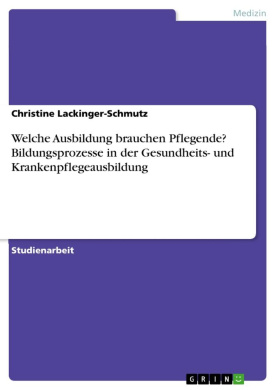 Medizin
Christine Lackinger-Schmutz
Welche Ausbildung brauchen Pflegende?
Bildungsprozesse in der Gesundheits- und
Krankenpflegeausbildung
Studienarbeit
GRIN